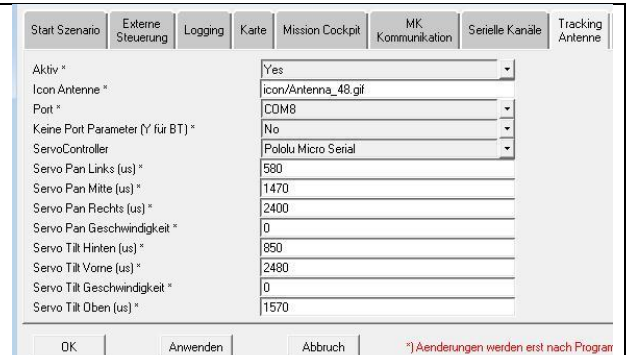 Start Szenario Externe Steuerung Logging Karte Mission Cockpit MK Kommunikation Serielle Kanäle Tracking Antenne
Aktiv * Yes
Icon Antenne * icon/Antenna_48.gif
Port * COM8
Keine Port Parameter (Y' für BT) * No
ServoController Pololu Micro Serial
Servo Pan Links (us) * 580
Servo Pan Mitte (us) * 1470
Servo Pan Rechts (us) * 2400
Servo Pan Geschwindigkeit * 0
Servo Tilt Hinten (us) * 850
Servo Tilt Vorne (us) * 2480
Servo Tilt Geschwindigkeit * 0
Servo Tilt Oben (us) * 1570
OK Anwenden Abbruch *) Aenderungen werden erst nach Program